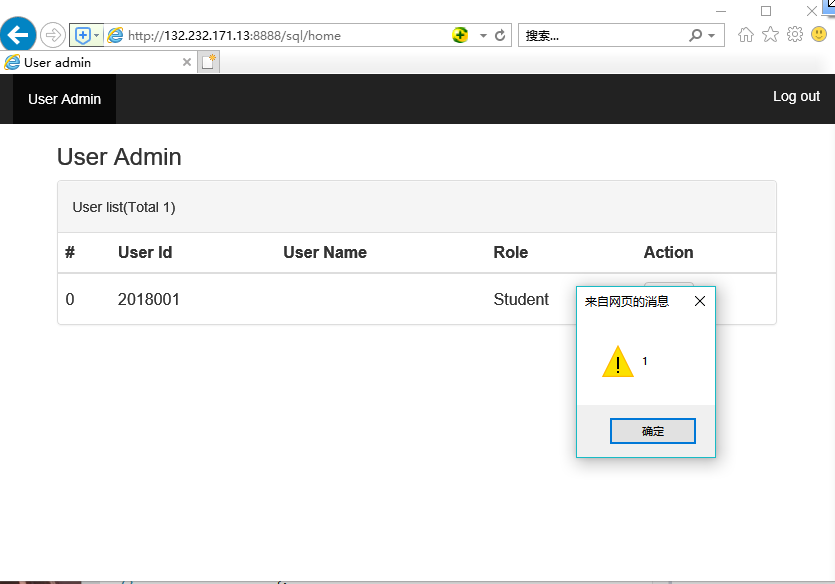 http://132.232.171.13:8888/sql/home
搜索...
User admin
User Admin
Log out
User Admin
User list(Total 1)
# User Id User Name Role Action
0 2018001 Student
来自网页的消息
1
确定